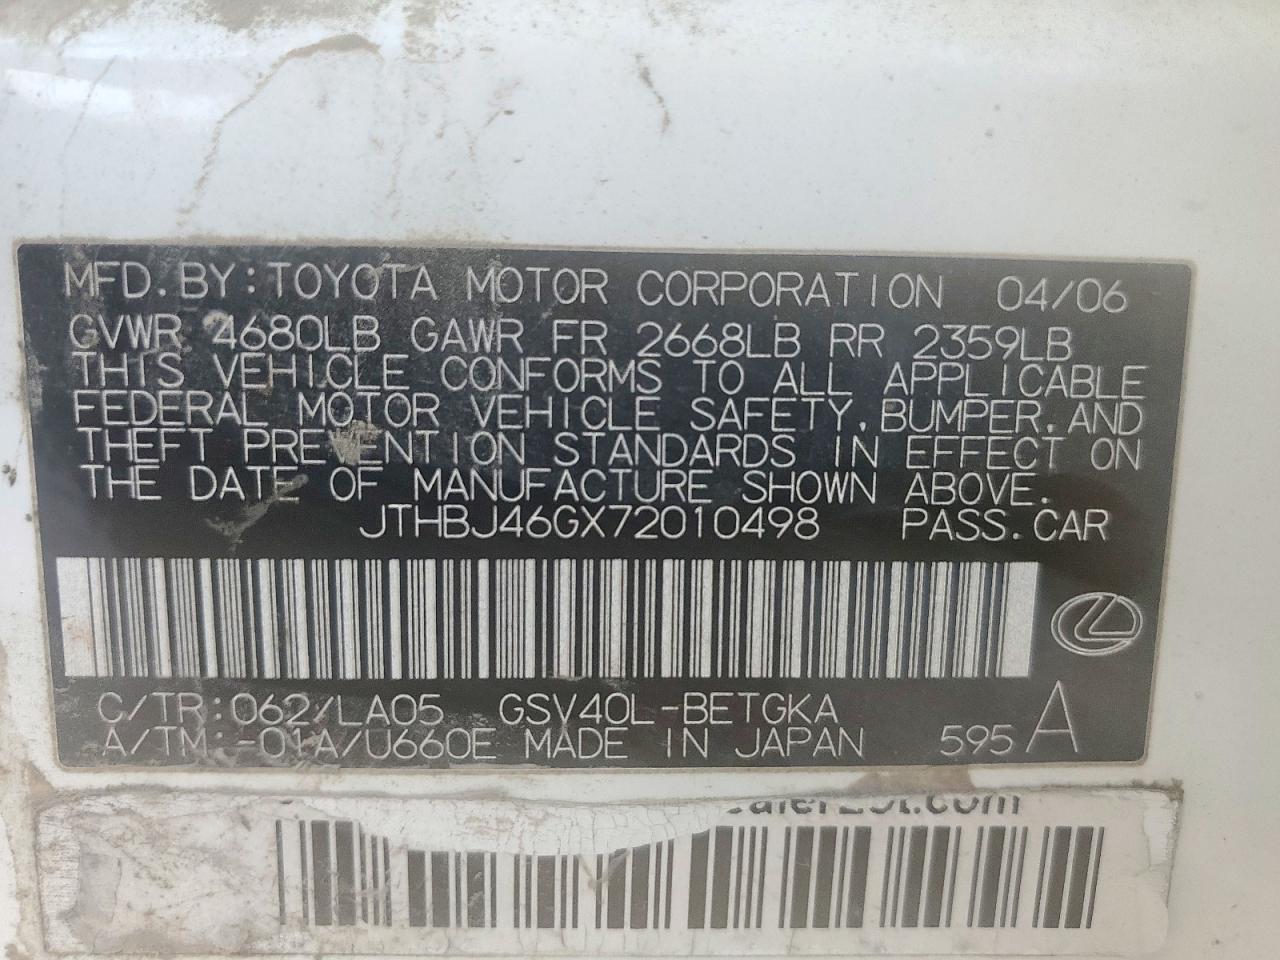 MFD. BY: TOYOTA MOTOR CORPORATION 04/06
GVWR 4680LB GAWR FR 2668LB RR 2359LB
THIS VEHICLE CONFORMS TO ALL APPLICABLE
FEDERAL MOTOR VEHICLE SAFETY, BUMPER, AND
THEFT PREVENTION STANDARDS IN EFFECT ON
THE DATE OF MANUFACTURE SHOWN ABOVE.
JTHBJ46GX72010498 PASS. CAR
C/TR: 062/LA05 GSV40L-BETGKA
A/TM: -01A/U660E MADE IN JAPAN 595 A